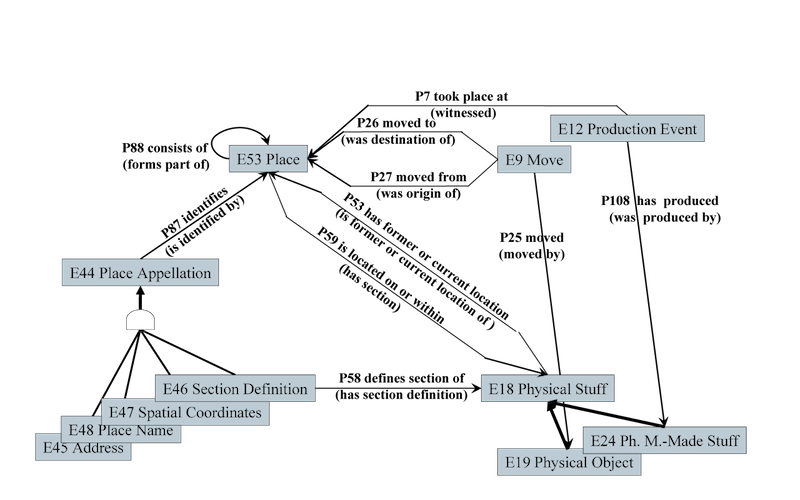 P7 took place at
(witnessed)
P26 moved to
(was destination of)
E12 Production Event
P88 consists of
(forms part of)
E53 Place
E9 Move
P27 moved from
(was origin of)
P87 identifies
(is identified by)
P53 has former or current location
(is former or current location of )
P108 has produced
(was produced by)
P59 is located on or within
(has section)
P25 moved
(moved by)
E44 Place Appellation
E46 Section Definition
P58 defines section of
(has section definition)
E18 Physical Stuff
E47 Spatial Coordinates
E48 Place Name
E45 Address
E24 Ph. M.-Made Stuff
E19 Physical Object